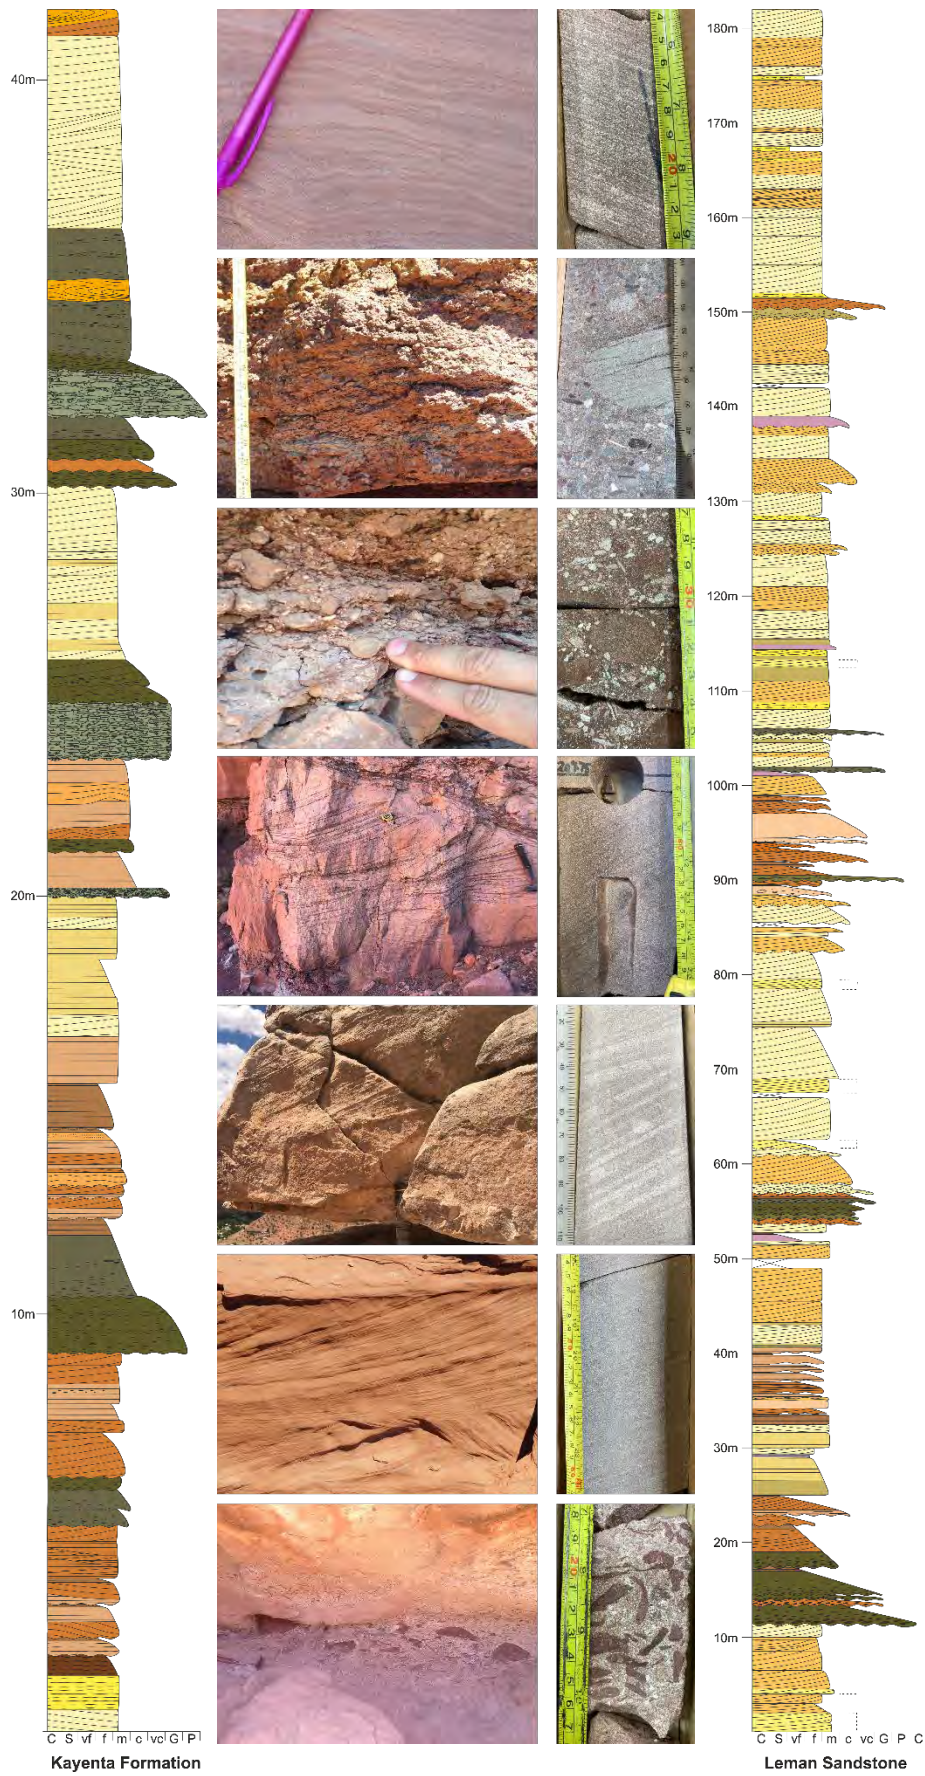 40m
30m
20m
10m
C S vf f m c vc G P
Kayenta Formation
180m
170m
160m
150m
140m
130m
120m
110m
100m
90m
80m
70m
60m
50m
40m
30m
20m
10m
C S vf f m c vc G P C
Leman Sandstone